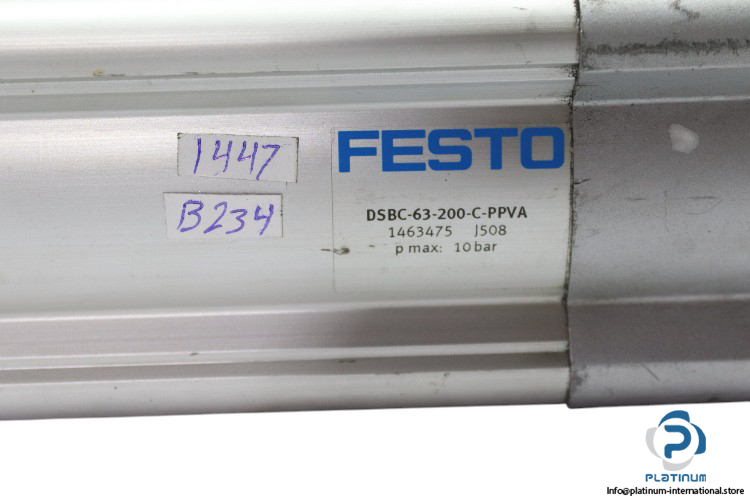 1447
B234
FESTO
DSBC-63-200-C-PPVA
1463475 J508
p max: 10 bar
PLATINUM
Info@platinum-international.store